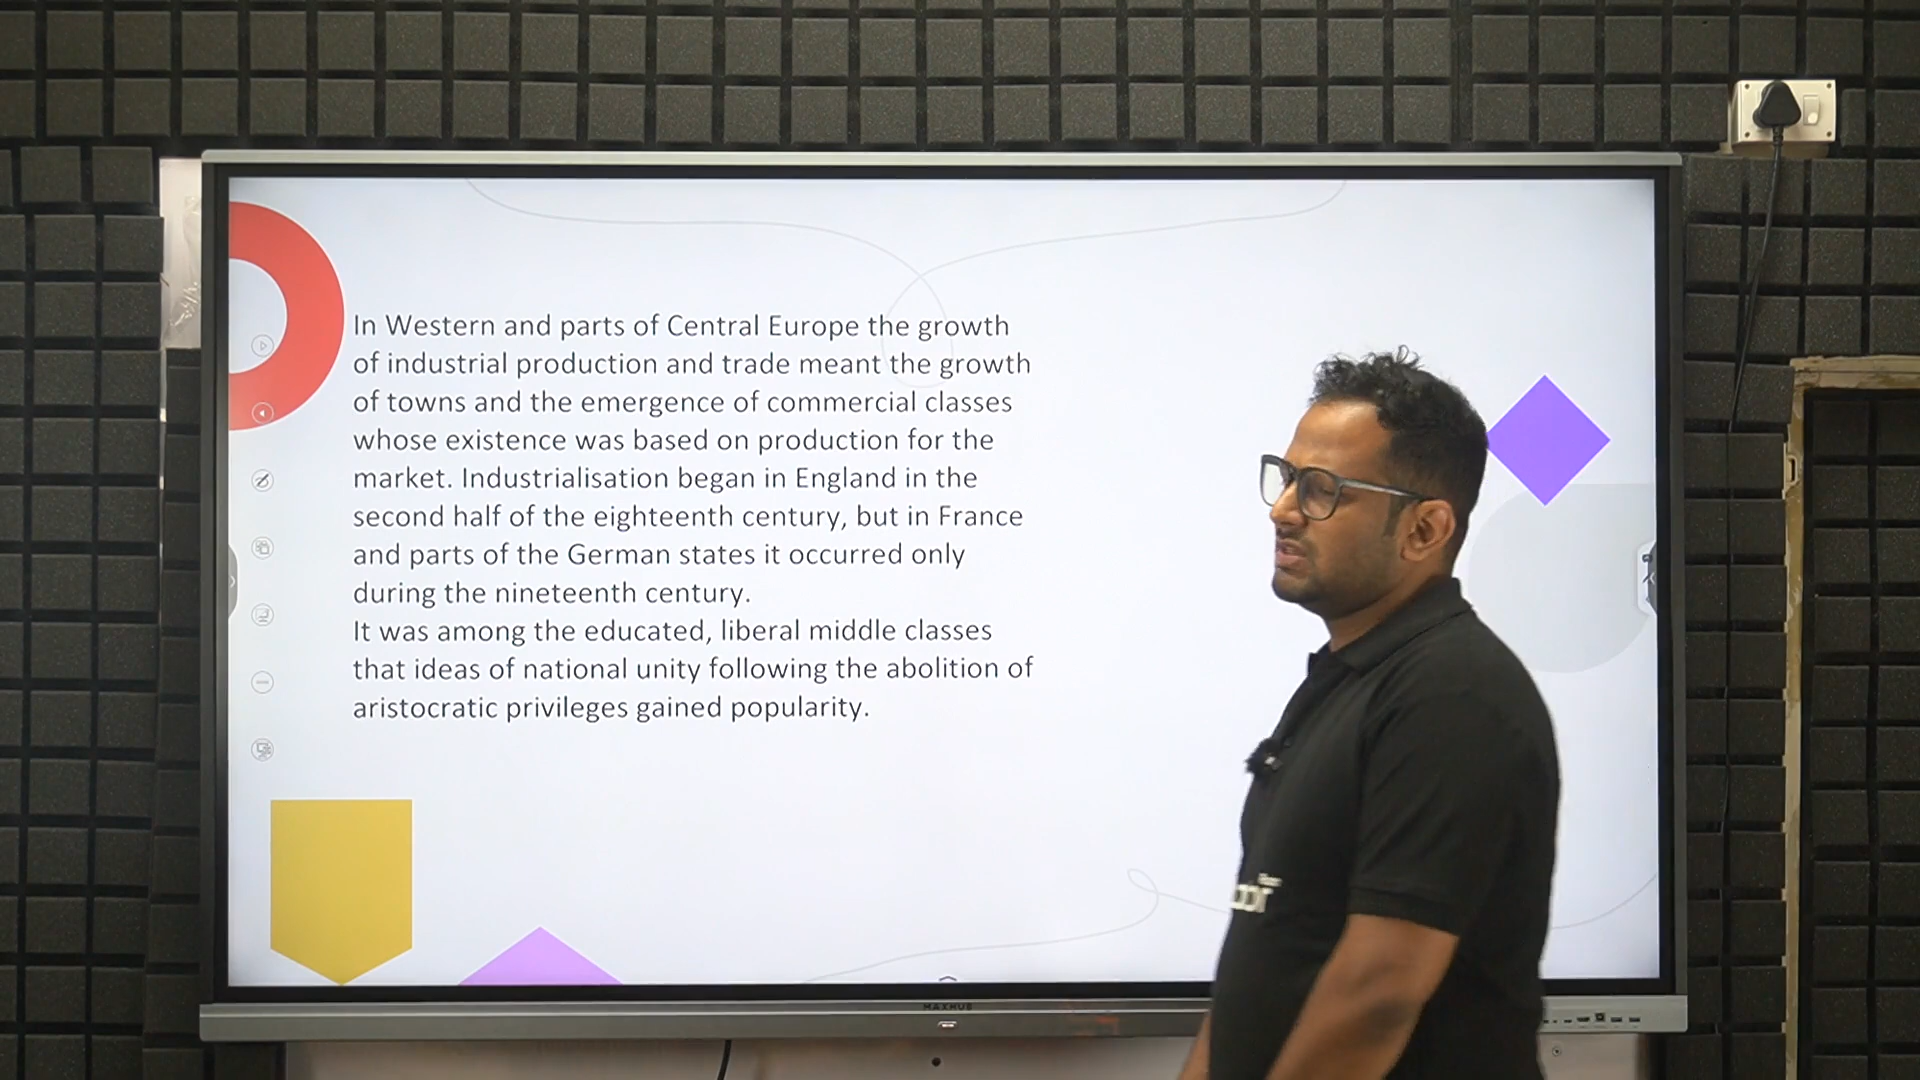 In Western and parts of Central Europe the growth
of industrial production and trade meant the growth
of towns and the emergence of commercial classes
whose existence was based on production for the
market. Industrialisation began in England in the
second half of the eighteenth century, but in France
and parts of the German states it occurred only
during the nineteenth century.
It was among the educated, liberal middle classes
that ideas of national unity following the abolition of
aristocratic privileges gained popularity.
MAXHUB